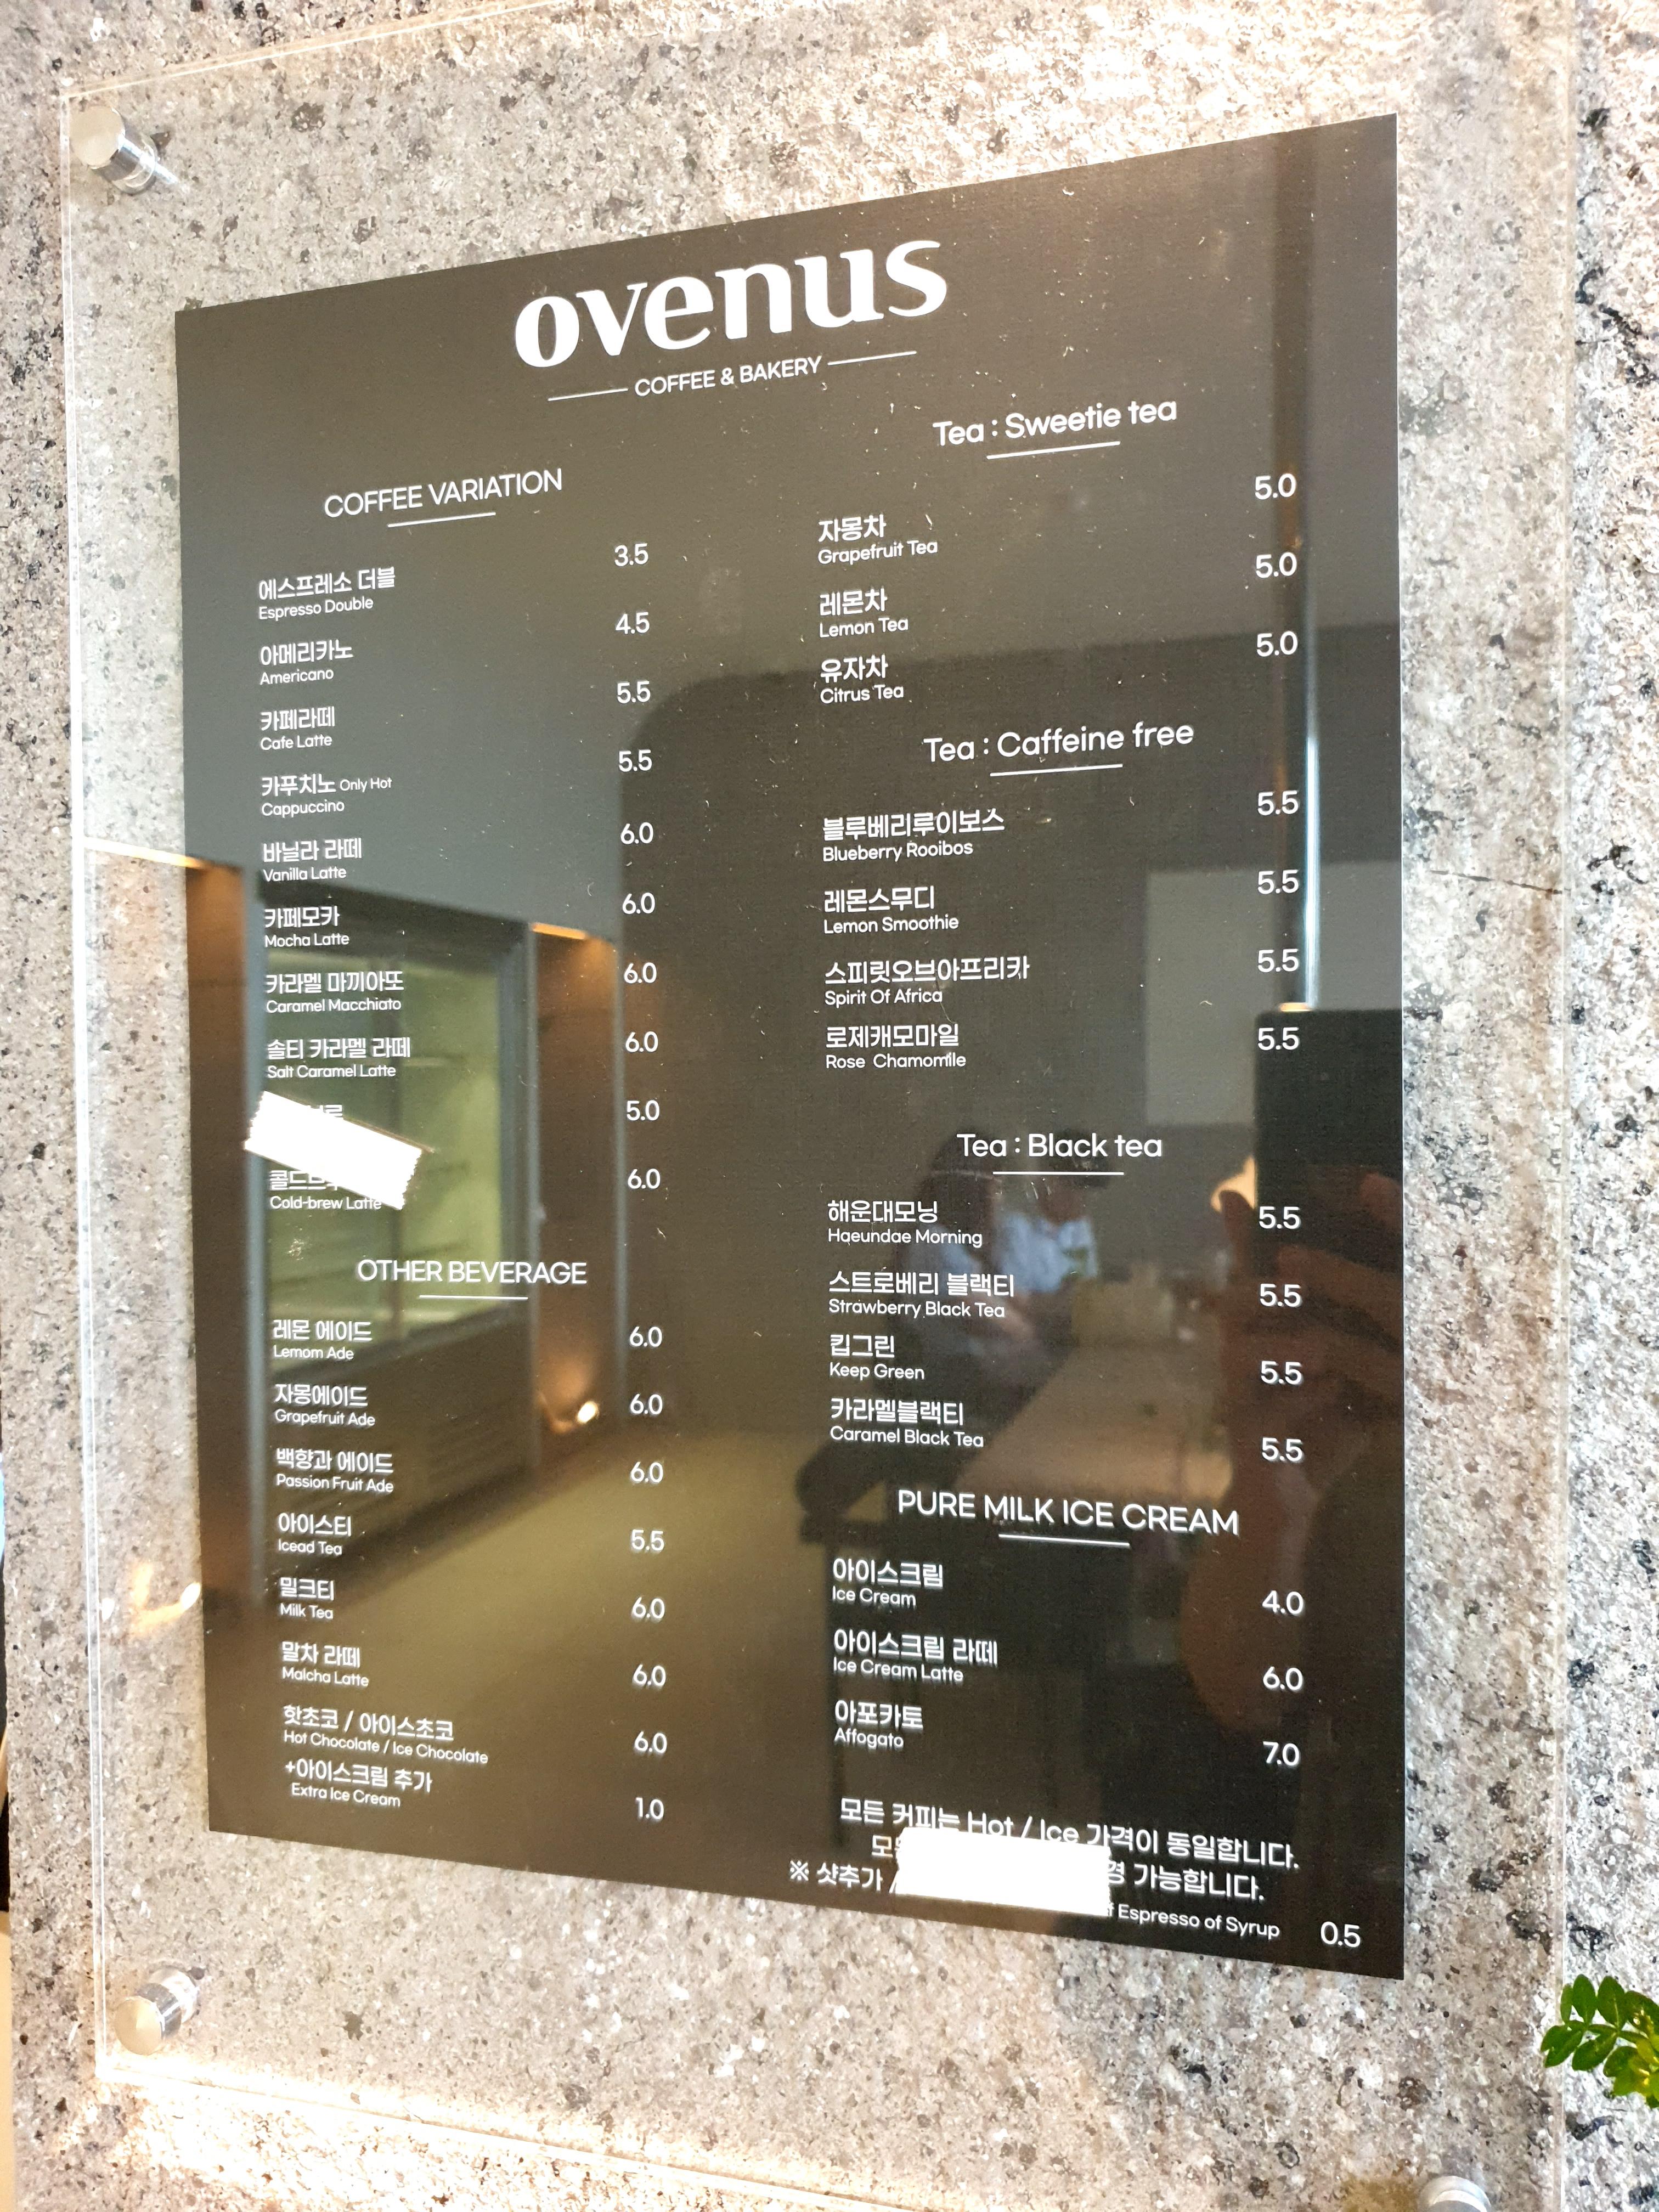 ovenus
COFFEE & BAKERY
COFFEE VARIATION
에스프레소 더블 3.5
Espresso Double
아메리카노 4.5
Americano
카페라떼 5.5
Cafe Latte
카푸치노 Only Hot 5.5
Cappuccino
바닐라 라떼 6.0
Vanilla Latte
카페모카 6.0
Mocha Latte
카라멜 마끼아또 6.0
Caramel Macchiato
솔티 카라멜 라떼 6.0
Salt Caramel Latte
5.0
6.0
Cold-brew Latte
OTHER BEVERAGE
레몬 에이드 6.0
Lemom Ade
자몽에이드 6.0
Grapefruit Ade
백향과 에이드 6.0
Passion Fruit Ade
아이스티 5.5
Icead Tea
밀크티 6.0
Milk Tea
말차 라떼 6.0
Malcha Latte
핫초코 / 아이스초코 6.0
Hot Chocolate / Ice Chocolate
+아이스크림 추가 1.0
Extra Ice Cream
Tea : Sweetie tea
자몽차 5.0
Grapefruit Tea
레몬차 5.0
Lemon Tea
유자차 5.0
Citrus Tea
Tea : Caffeine free
블루베리루이보스 5.5
Blueberry Rooibos
레몬스무디 5.5
Lemon Smoothie
스피릿오브아프리카 5.5
Spirit Of Africa
로제캐모마일 5.5
Rose Chamomile
Tea : Black tea
해운대모닝 5.5
Haeundae Morning
스트로베리 블랙티 5.5
Strawberry Black Tea
킵그린 5.5
Keep Green
카라멜블랙티 5.5
Caramel Black Tea
PURE MILK ICE CREAM
아이스크림 4.0
Ice Cream
아이스크림 라떼 6.0
Ice Cream Latte
아포카토 7.0
Affogato
모든 커피는 Hot / Ice 가격이 동일합니다.
가능합니다.
※ 샷추가 /
Espresso of Syrup 0.5